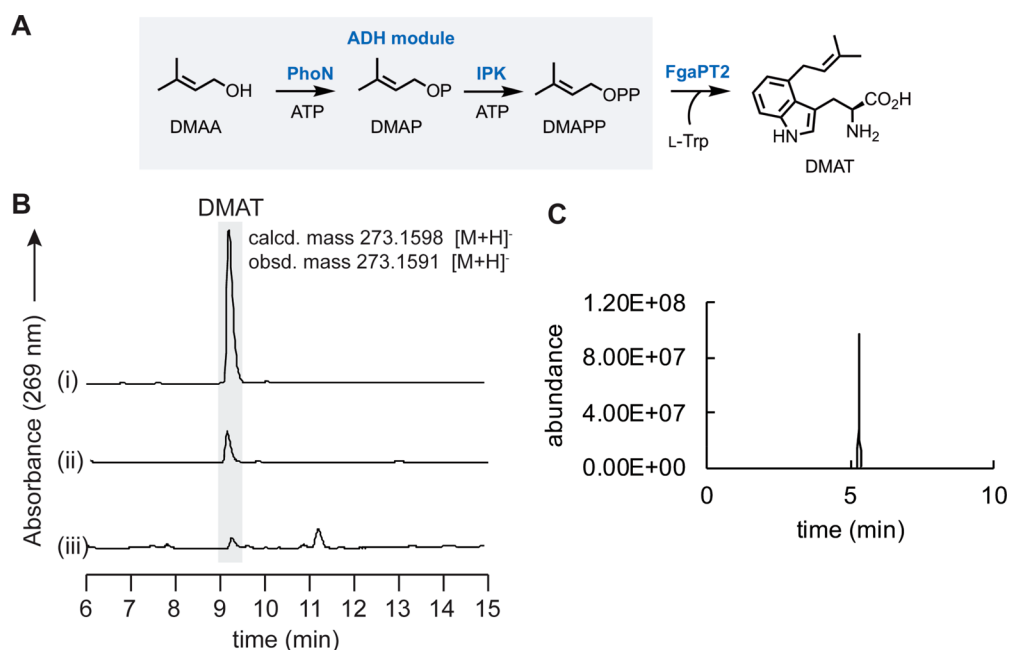 A
ADH module
PhoN
IPK
FgaPT2
OH
ATP
OP
ATP
OPP
L-Trp
CO₂H
NH₂
HN
DMAA
DMAP
DMAPP
DMAT
B
DMAT
calcd. mass 273.1598 [M+H]⁻
obsd. mass 273.1591 [M+H]⁻
Absorbance (269 nm)
(i)
(ii)
(iii)
6 7 8 9 10 11 12 13 14 15
time (min)
C
1.20E+08
8.00E+07
4.00E+07
0.00E+00
abundance
0 5 10
time (min)